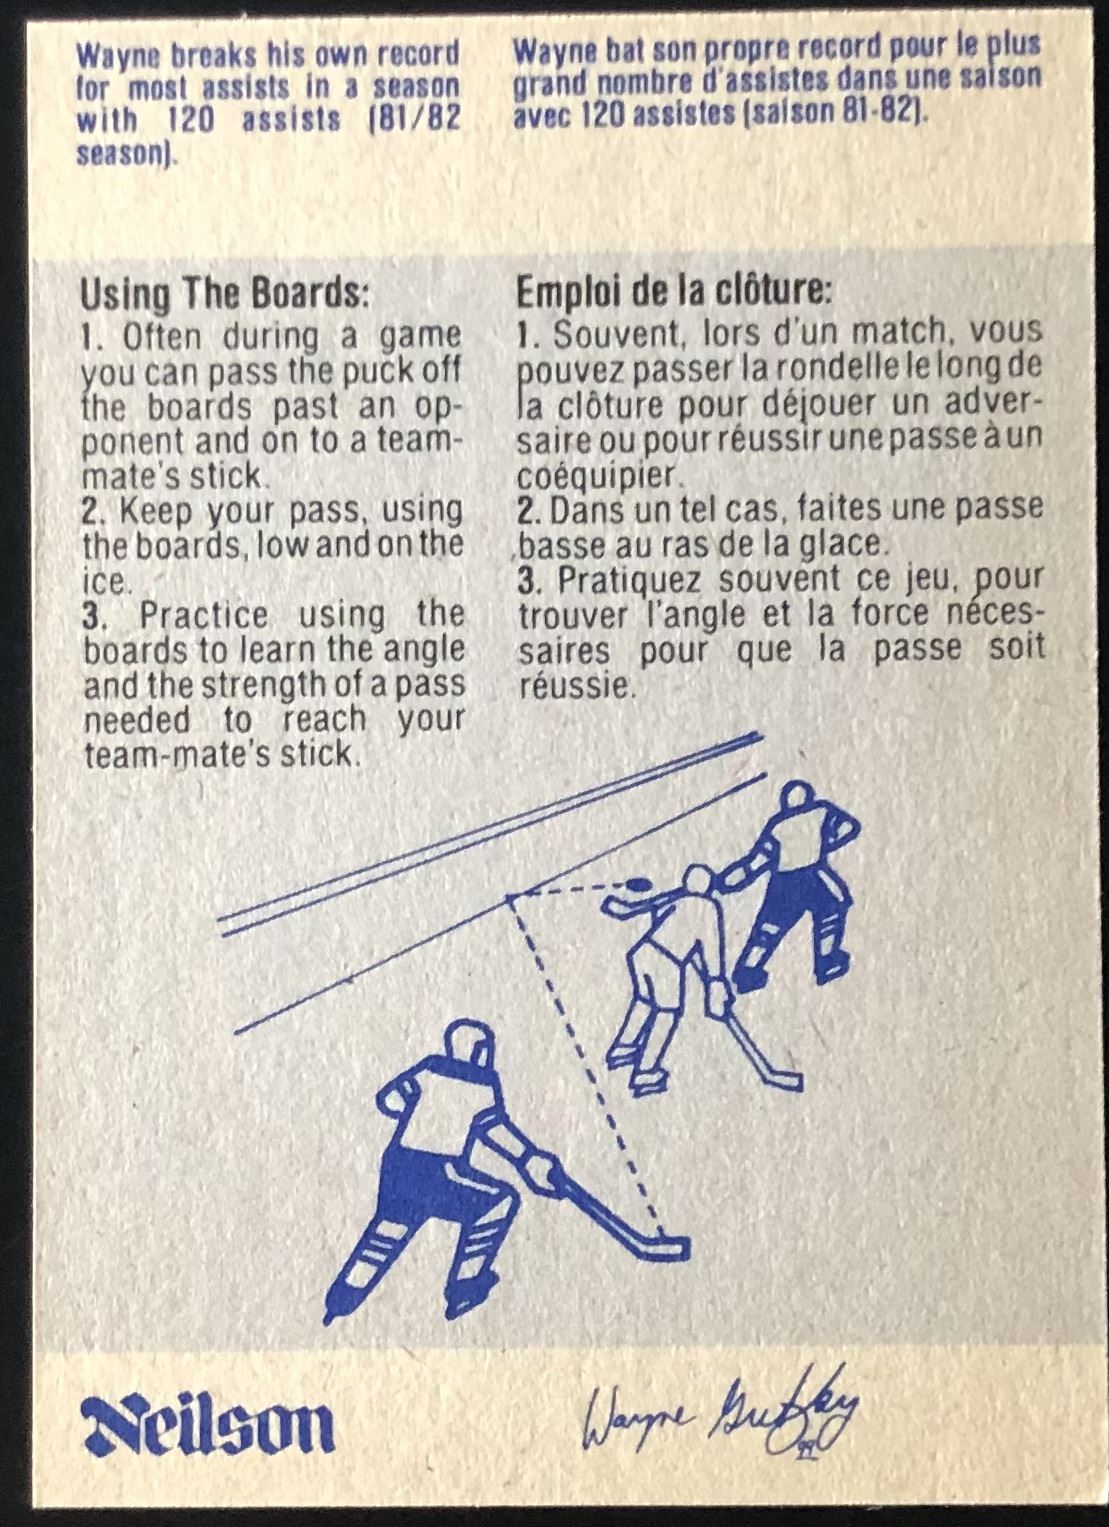 Wayne breaks his own record
for most assists in a season
with 120 assists (81/82
season).
Wayne bat son propre record pour le plus
grand nombre d'assistes dans une saison
avec 120 assistes (saison 81-82).
Using The Boards:
1. Often during a game
you can pass the puck off
the boards past an op-
ponent and on to a team-
mate's stick.
2. Keep your pass, using
the boards, low and on the
ice.
3. Practice using the
boards to learn the angle
and the strength of a pass
needed to reach your
team-mate's stick.
Emploi de la clôture:
1. Souvent, lors d'un match, vous
pouvez passer la rondelle le long de
la clôture pour déjouer un adver-
saire ou pour réussir une passe à un
coéquipier.
2. Dans un tel cas, faites une passe
basse au ras de la glace.
3. Pratiquez souvent ce jeu, pour
trouver l'angle et la force néces-
saires pour que la passe soit
réussie.
Neilson
Wayne Gretzky
99